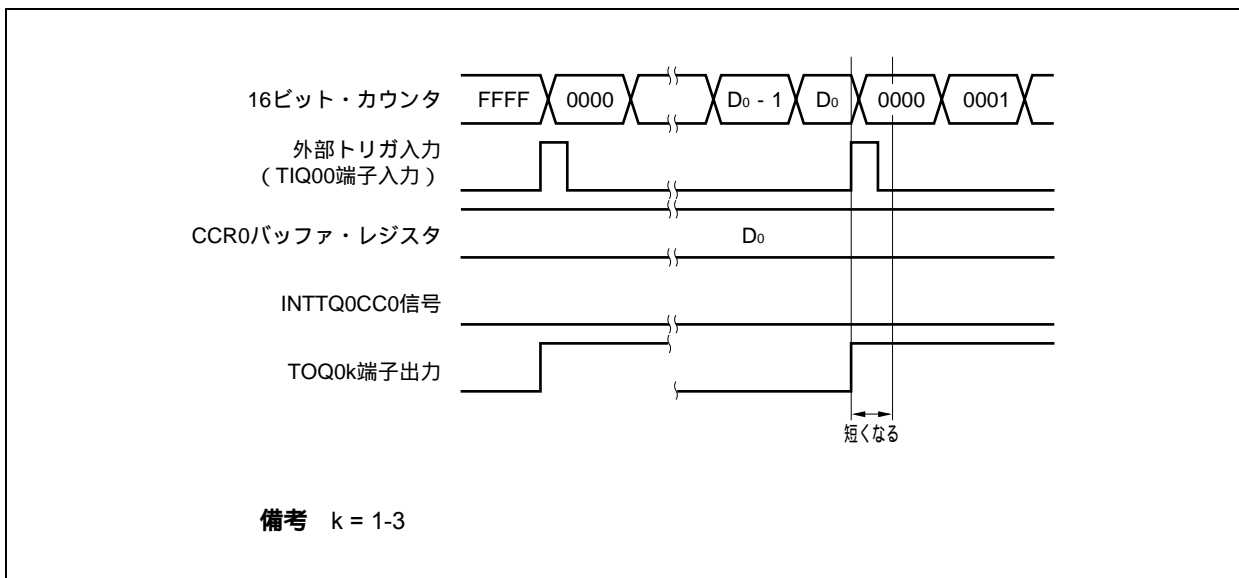 16ビット・カウンタ FFFF 0000 D0 - 1 D0 0000 0001
外部トリガ入力
（TIQ00端子入力）
CCR0バッファ・レジスタ D0
INTTQ0CC0信号
TOQ0k端子出力
短くなる
備考 k = 1-3